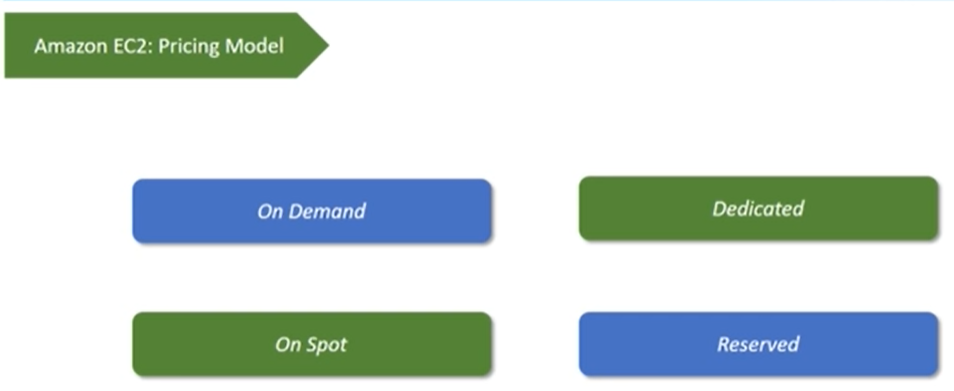 Amazon EC2: Pricing Model
On Demand
Dedicated
On Spot
Reserved